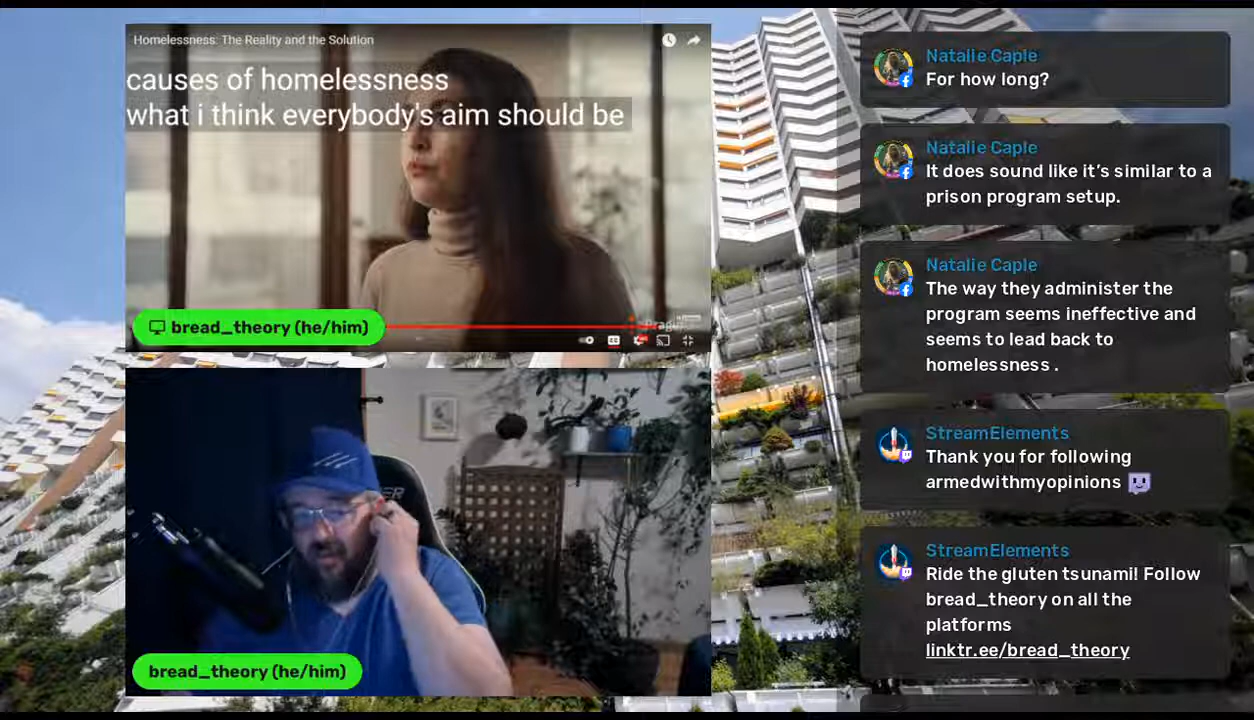 Homelessness: The Reality and the Solution
causes of homelessness
what i think everybody's aim should be
bread_theory (he/him)
bread_theory (he/him)
Natalie Caple
For how long?
Natalie Caple
It does sound like it’s similar to a
prison program setup.
Natalie Caple
The way they administer the
program seems ineffective and
seems to lead back to
homelessness .
StreamElements
Thank you for following
armedwithmyopinions
StreamElements
Ride the gluten tsunami! Follow
bread_theory on all the
platforms
linktr.ee/bread_theory